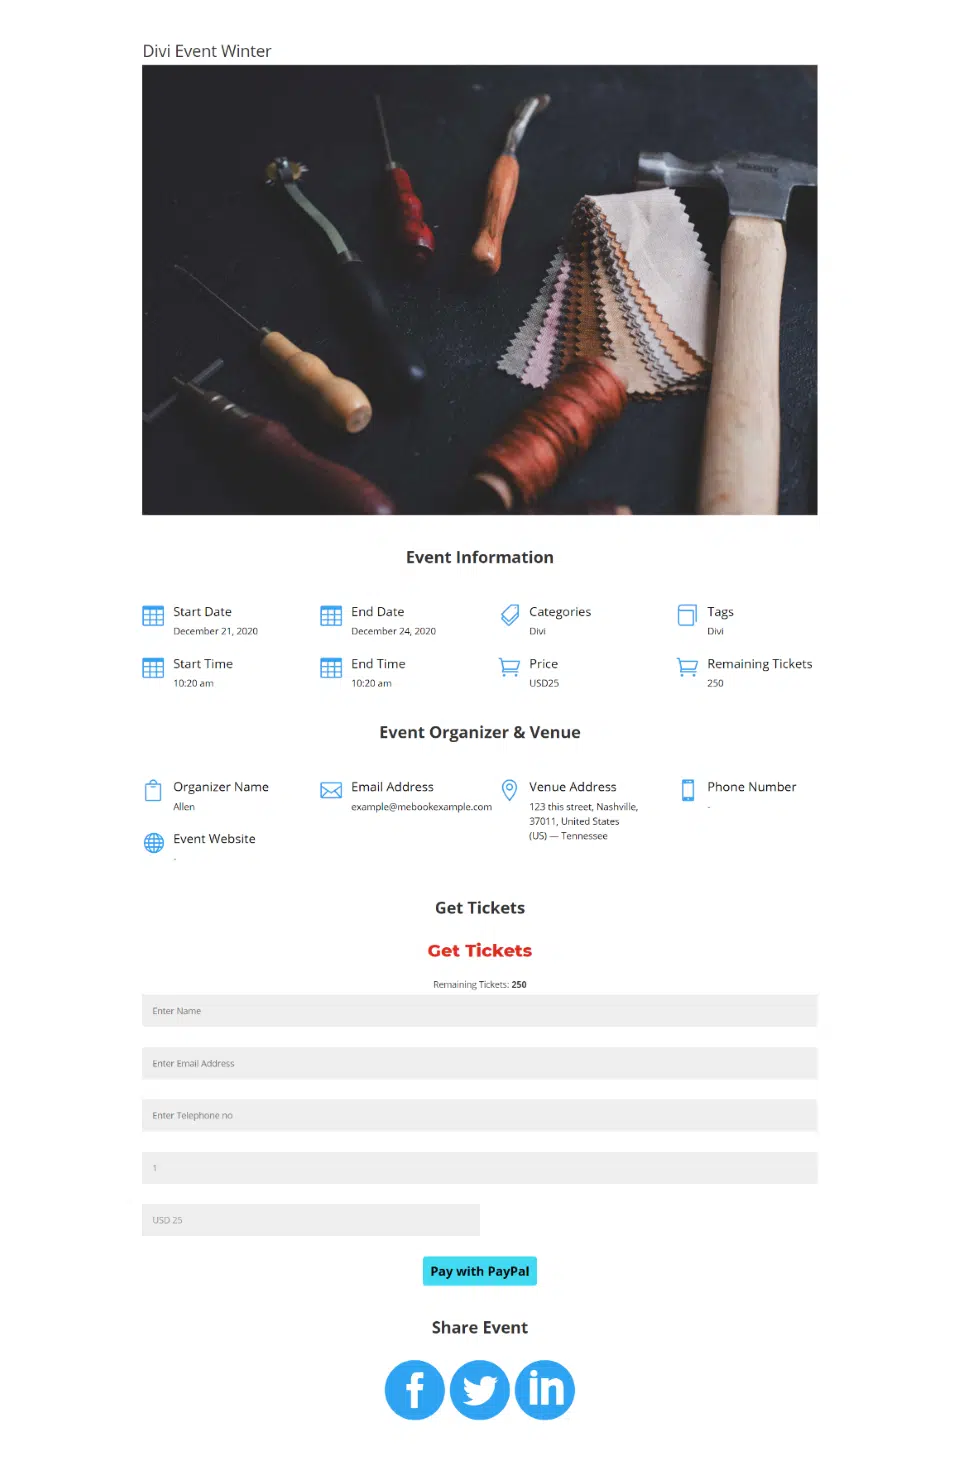 Divi Event Winter
Event Information
Start Date
December 21, 2020
End Date
December 24, 2020
Categories
Divi
Tags
Divi
Start Time
10:20 am
End Time
10:20 am
Price
USD25
Remaining Tickets
250
Event Organizer & Venue
Organizer Name
Allen
Email Address
example@mebookexample.com
Venue Address
123 this street, Nashville,
37011, United States
(US) — Tennessee
Phone Number
-
Event Website
-
Get Tickets
Get Tickets
Remaining Tickets: 250
Enter Name
Enter Email Address
Enter Telephone no
1
USD 25
Pay with PayPal
Share Event
f
in